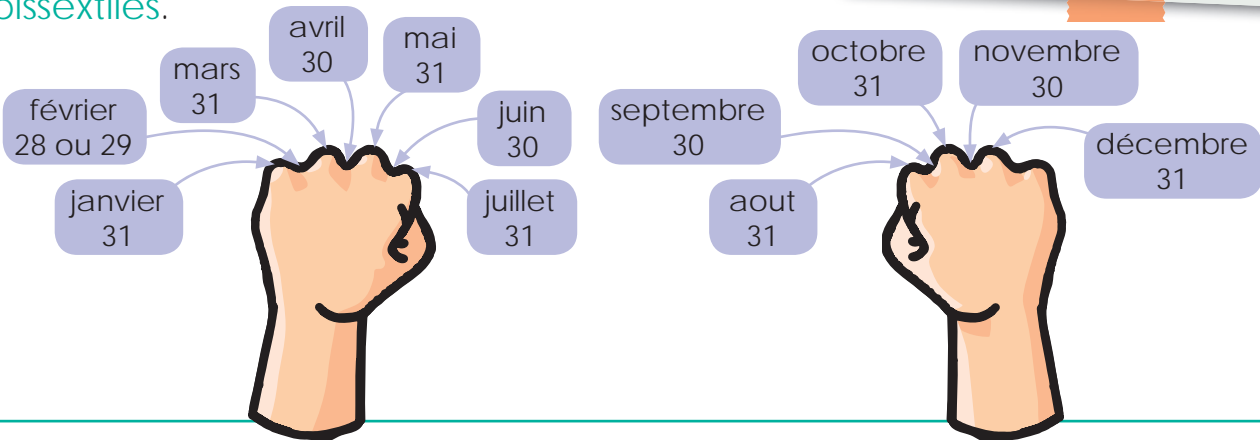 bissextiles.
janvier
31
février
28 ou 29
mars
31
avril
30
mai
31
juin
30
juillet
31
aout
31
septembre
30
octobre
31
novembre
30
décembre
31